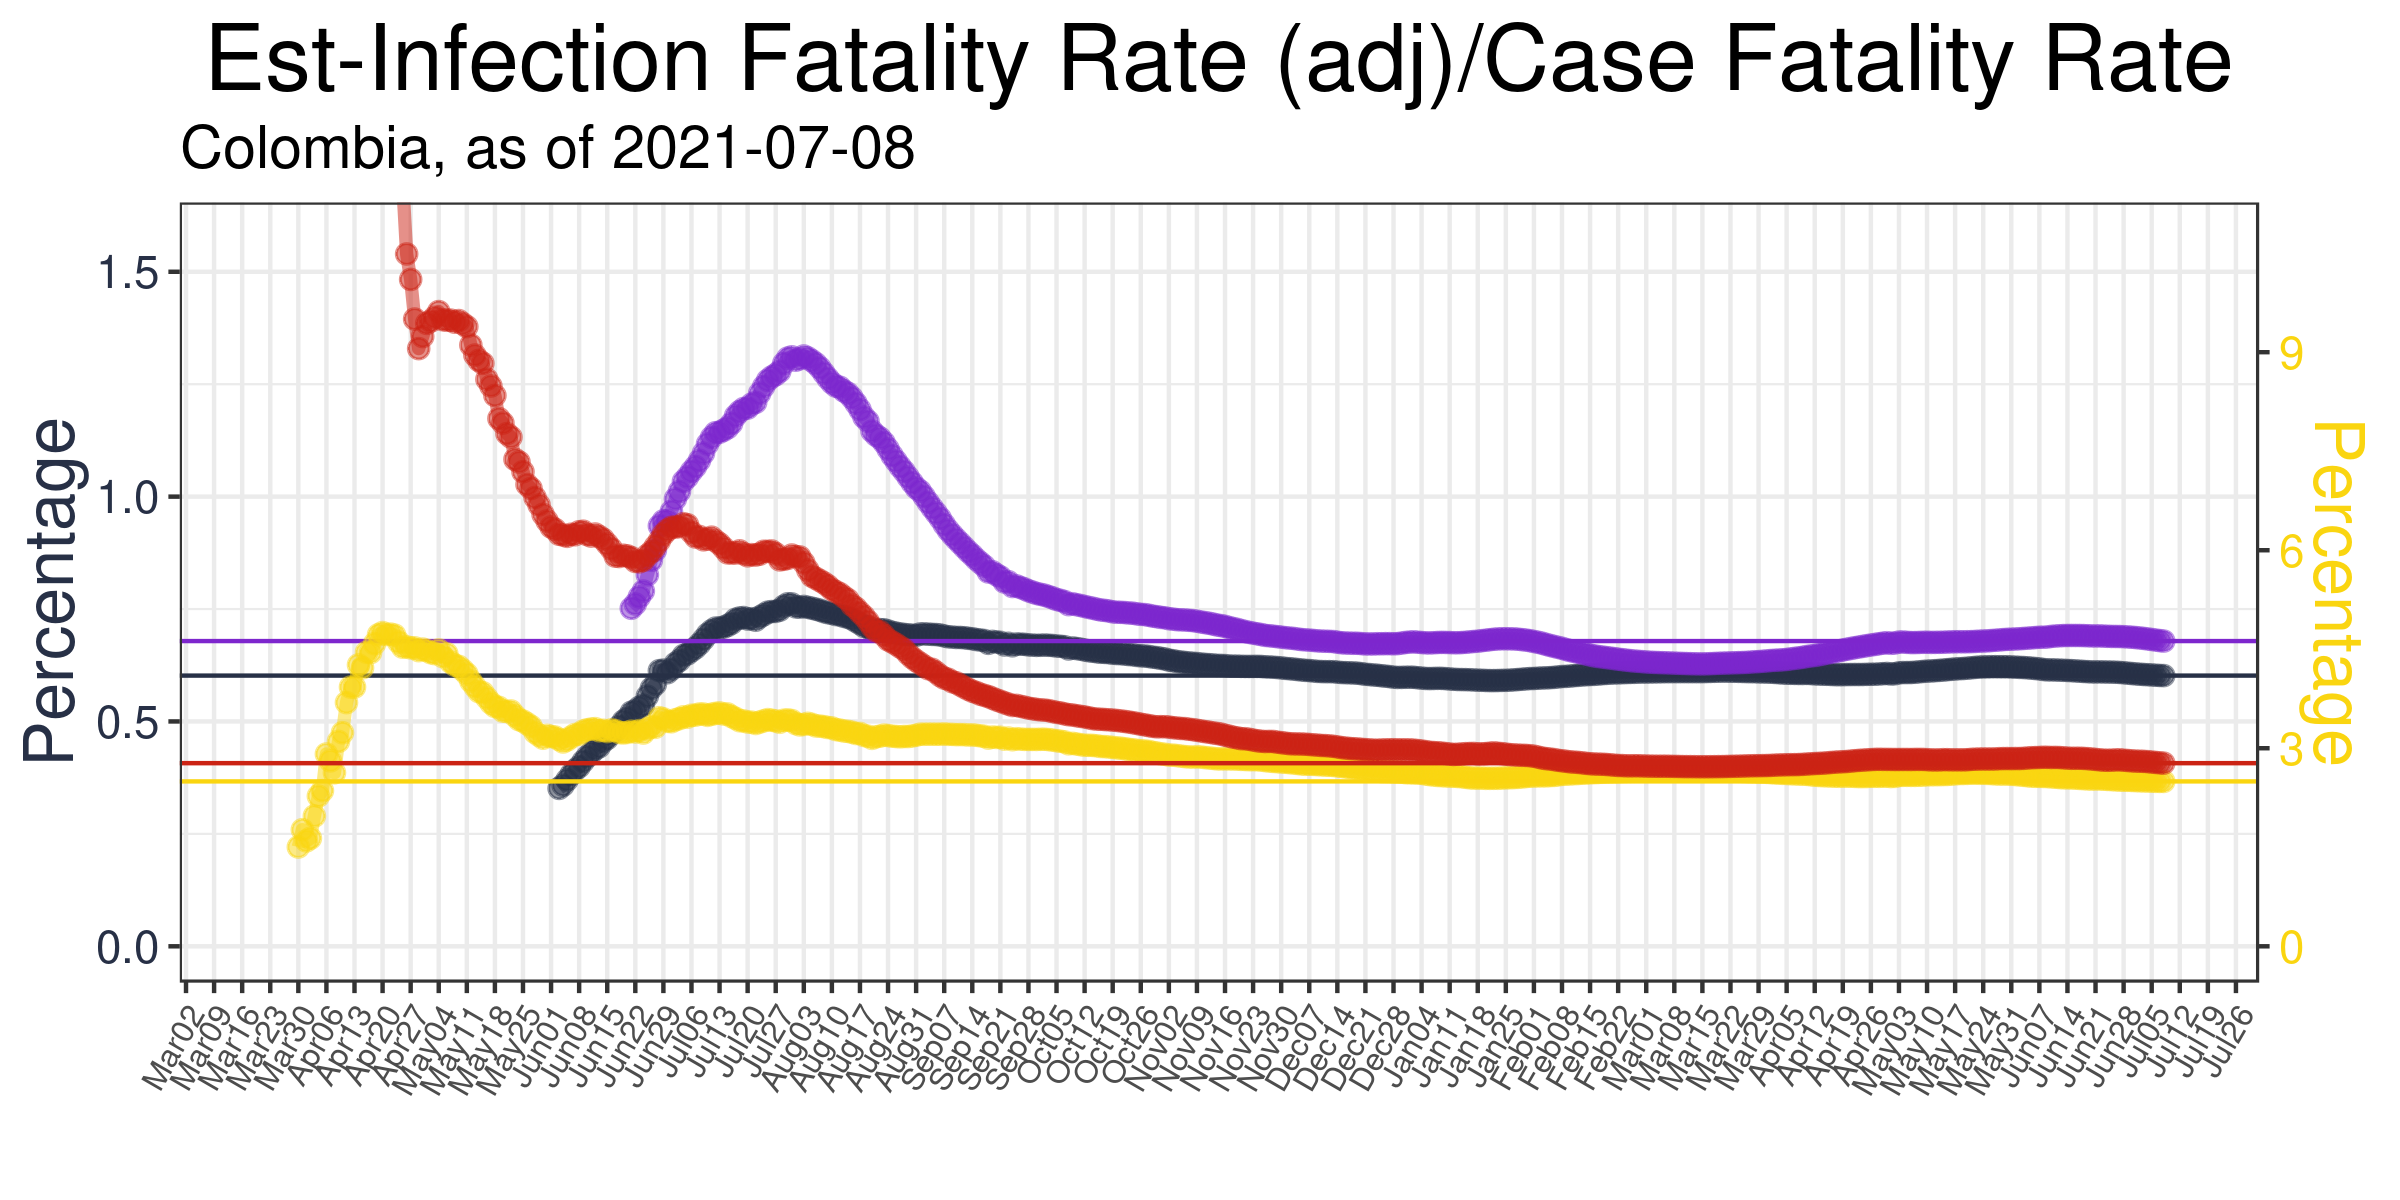 Est-Infection Fatality Rate (adj)/Case Fatality Rate
Colombia, as of 2021-07-08
Percentage
1.5
1.0
0.5
0.0
9
6
3
0
Percentage
Mar02
Mar09
Mar16
Mar23
Mar30
Apr06
Apr13
Apr20
Apr27
May04
May11
May18
May25
Jun01
Jun08
Jun15
Jun22
Jun29
Jul06
Jul13
Jul20
Jul27
Aug03
Aug10
Aug17
Aug24
Aug31
Sep07
Sep14
Sep21
Sep28
Oct05
Oct12
Oct19
Oct26
Nov02
Nov09
Nov16
Nov23
Nov30
Dec07
Dec14
Dec21
Dec28
Jan04
Jan11
Jan18
Jan25
Feb01
Feb08
Feb15
Feb22
Mar01
Mar08
Mar15
Mar22
Mar29
Apr05
Apr12
Apr19
Apr26
May03
May10
May17
May24
May31
Jun07
Jun14
Jun21
Jun28
Jul05
Jul12
Jul19
Jul26